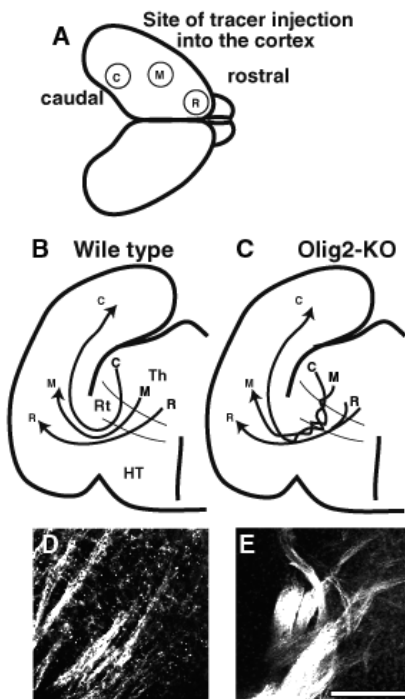 A
Site of tracer injection
into the cortex
C
M
R
rostral
caudal
B Wile type
C Olig2-KO
C
M
R
C
Th
M
R
Rt
HT
C
M
R
C
M
R
D
E